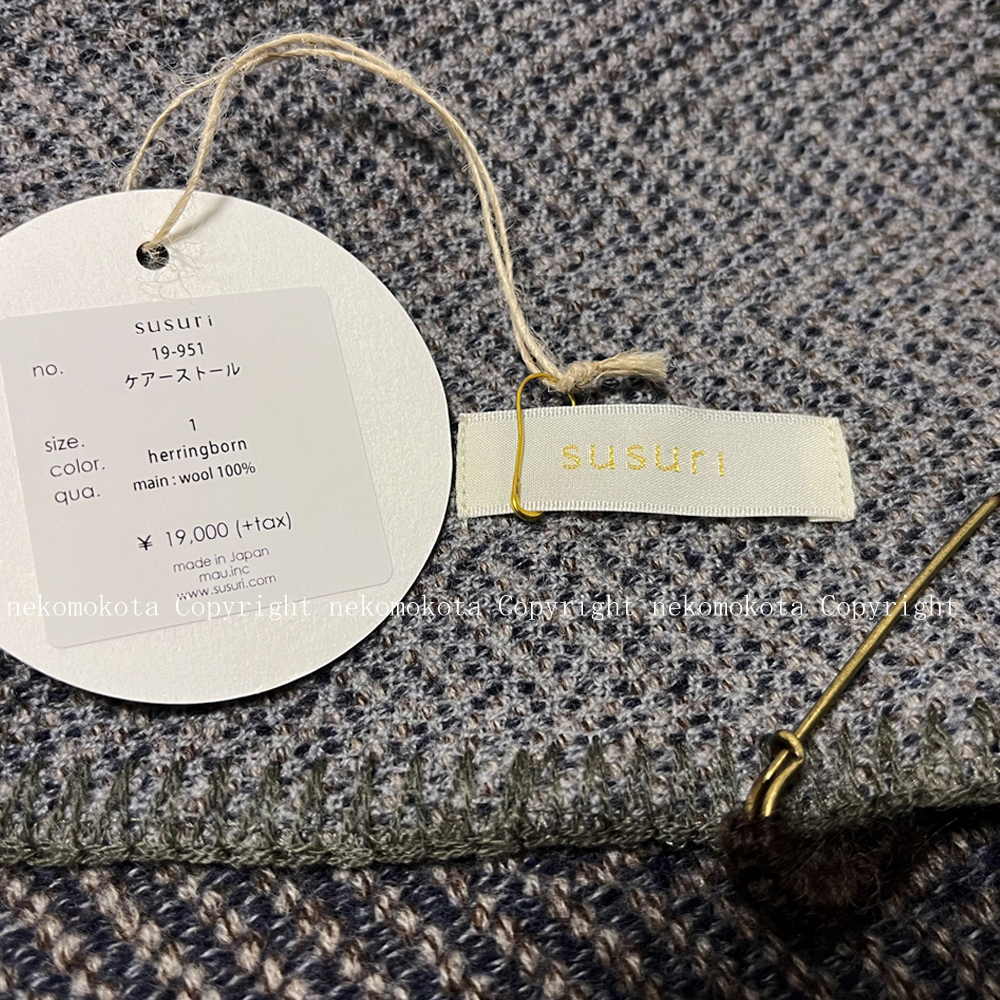 susuri
no. 19-951
ケアーストール
size. 1
color. herringborn
qua. main : wool 100%
¥ 19,000 (+tax)
made in Japan
mau.inc
www.susuri.com
susuri
nekomokota Copyright nekomokota Copyright nekomokota Copyright